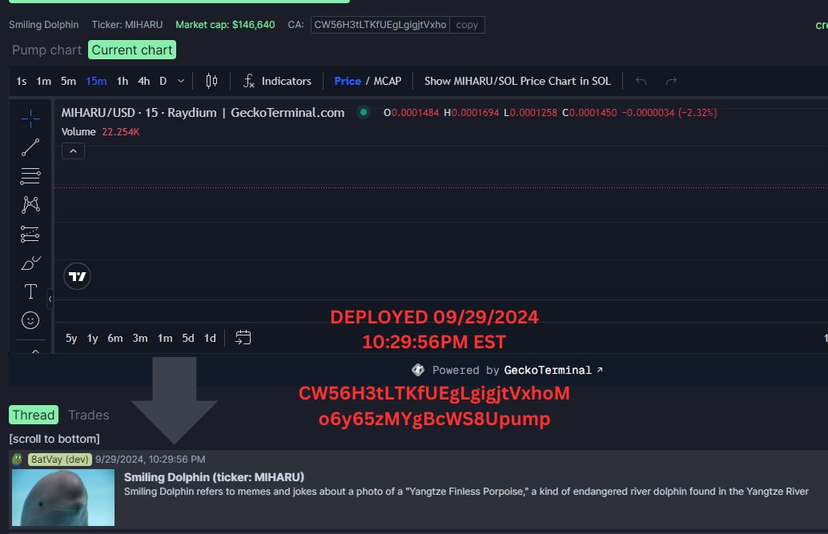 Smiling Dolphin Ticker: MIHARU Market cap: $146,640 CA: CW56H3tLTKfUEgLgigjtVxho copy
Pump chart Current chart
1s 1m 5m 15m 1h 4h D Indicators Price / MCAP Show MIHARU/SOL Price Chart in SOL
MIHARU/USD · 15 · Raydium | GeckoTerminal.com O0.0001484 H0.0001694 L0.0001258 C0.0001450 −0.0000034 (−2.32%)
Volume 22.254K
DEPLOYED 09/29/2024
10:29:56PM EST
5y 1y 6m 3m 1m 5d 1d
Powered by GeckoTerminal
CW56H3tLTKfUEgLgigjtVxhoM
o6y65zMYgBcWS8Upump
Thread Trades
[scroll to bottom]
8atVay (dev) 9/29/2024, 10:29:56 PM
Smiling Dolphin (ticker: MIHARU)
Smiling Dolphin refers to memes and jokes about a photo of a "Yangtze Finless Porpoise," a kind of endangered river dolphin found in the Yangtze River